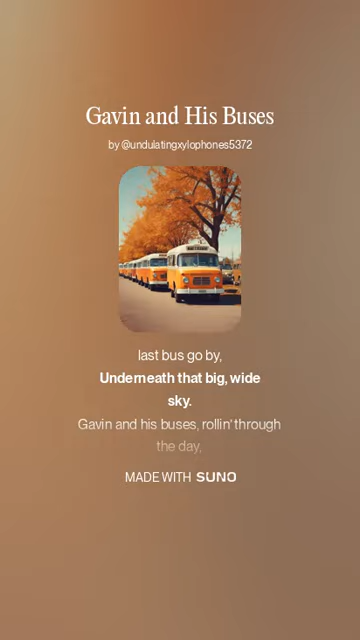 Gavin and His Buses
by @undulatingxylophones5372
last bus go by,
Underneath that big, wide
sky.
Gavin and his buses, rollin' through
the day,
MADE WITH SUNO